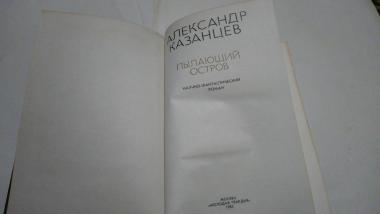 АЛЕКСАНДР
КАЗАНЦЕВ
ПЫЛАЮЩИЙ
ОСТРОВ
НАУЧНО-ФАНТАСТИЧЕСКИЙ
РОМАН
МОСКВА
«МОЛОДАЯ ГВАРДИЯ»